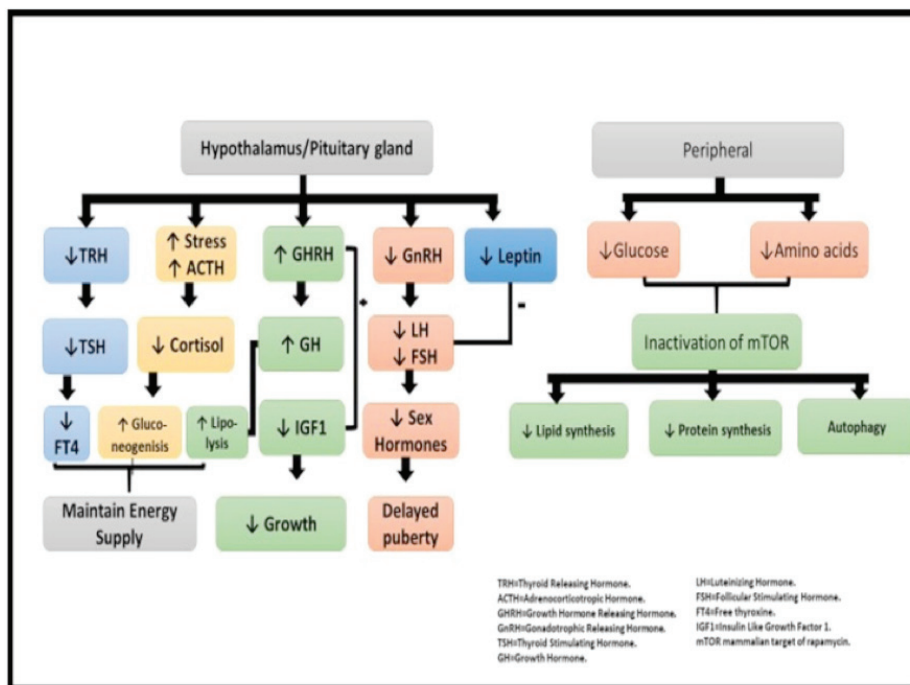 Hypothalamus/Pituitary gland
Peripheral
↓TRH
↑ Stress
↑ ACTH
↑ GHRH
↓ GnRH
↓ Leptin
↓Glucose
↓Amino acids
+
-
↓TSH
↓ Cortisol
↑ GH
↓ LH
↓ FSH
Inactivation of mTOR
↓
FT4
↑ Gluco-
neogenisis
↑ Lipo-
lysis
↓ IGF1
↓ Sex
Hormones
↓ Lipid synthesis
↓ Protein synthesis
Autophagy
Maintain Energy
Supply
↓ Growth
Delayed
puberty
TRH=Thyroid Releasing Hormone.
ACTH=Adrenocorticotropic Hormone.
GHRH=Growth Hormone Releasing Hormone.
GnRH=Gonadotrophic Releasing Hormone.
TSH=Thyroid Stimulating Hormone.
GH=Growth Hormone.
LH=Luteinizing Hormone.
FSH=Follicular Stimulating Hormone.
FT4=Free thyroxine.
IGF1=Insulin Like Growth Factor 1.
mTOR mammalian target of rapamycin.